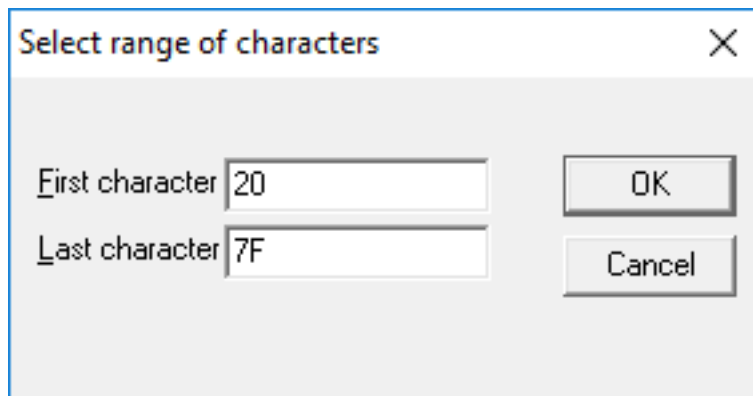 Select range of characters
First character 20
OK
Last character 7F
Cancel